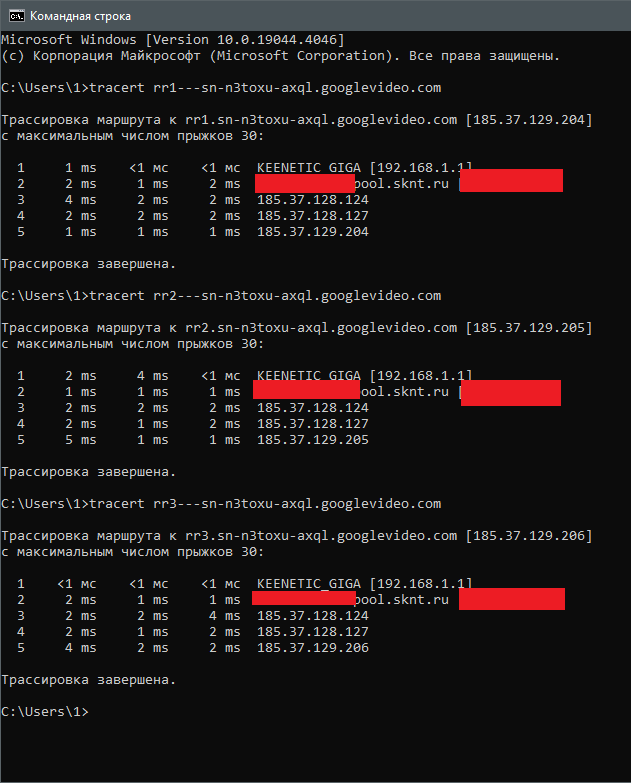 Командная строка
Microsoft Windows [Version 10.0.19044.4046]
(c) Корпорация Майкрософт (Microsoft Corporation). Все права защищены.
C:\Users\1>tracert rr1---sn-n3toxu-axql.googlevideo.com
Трассировка маршрута к rr1.sn-n3toxu-axql.googlevideo.com [185.37.129.204]
с максимальным числом прыжков 30:
1 1 ms <1 мс <1 мс KEENETIC_GIGA [192.168.1.1]
2 2 ms 1 ms 2 ms pool.sknt.ru [
3 4 ms 2 ms 2 ms 185.37.128.124
4 2 ms 2 ms 2 ms 185.37.128.127
5 1 ms 1 ms 1 ms 185.37.129.204
Трассировка завершена.
C:\Users\1>tracert rr2---sn-n3toxu-axql.googlevideo.com
Трассировка маршрута к rr2.sn-n3toxu-axql.googlevideo.com [185.37.129.205]
с максимальным числом прыжков 30:
1 2 ms 4 ms <1 мс KEENETIC_GIGA [192.168.1.1]
2 1 ms 1 ms 1 ms pool.sknt.ru [
3 2 ms 2 ms 2 ms 185.37.128.124
4 2 ms 1 ms 2 ms 185.37.128.127
5 5 ms 1 ms 1 ms 185.37.129.205
Трассировка завершена.
C:\Users\1>tracert rr3---sn-n3toxu-axql.googlevideo.com
Трассировка маршрута к rr3.sn-n3toxu-axql.googlevideo.com [185.37.129.206]
с максимальным числом прыжков 30:
1 <1 мс <1 мс <1 мс KEENETIC_GIGA [192.168.1.1]
2 2 ms 1 ms 1 ms pool.sknt.ru
3 2 ms 2 ms 4 ms 185.37.128.124
4 2 ms 1 ms 2 ms 185.37.128.127
5 4 ms 2 ms 2 ms 185.37.129.206
Трассировка завершена.
C:\Users\1>